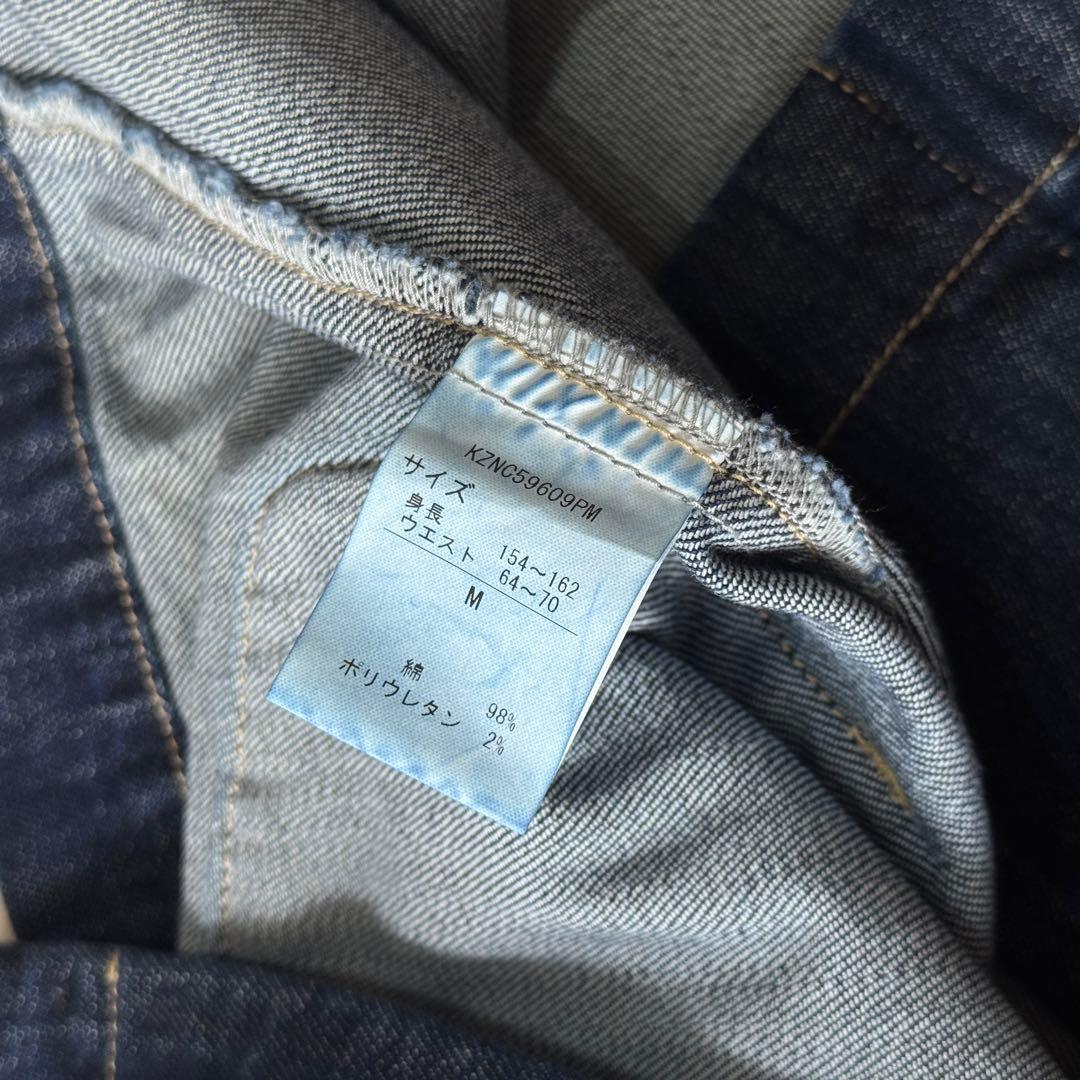 KZNC59609PM
サイズ
身長 154～162
ウエスト 64～70
M
綿 98%
ポリウレタン 2%